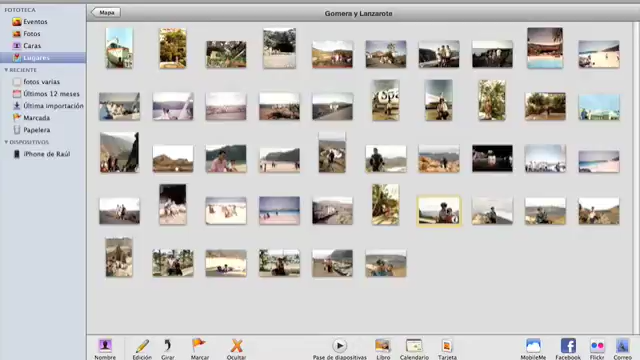 FOTOTECA
Eventos
Fotos
Caras
Lugares
RECIENTE
fotos varias
Últimos 12 meses
Última importación
Marcada
Papelera
DISPOSITIVOS
iPhone de Raúl
Mapa
Gomera y Lanzarote
Nombre
Edición
Girar
Marcar
Ocultar
Pase de diapositivas
Libro
Calendario
Tarjeta
MobileMe
Facebook
Flickr
Correo